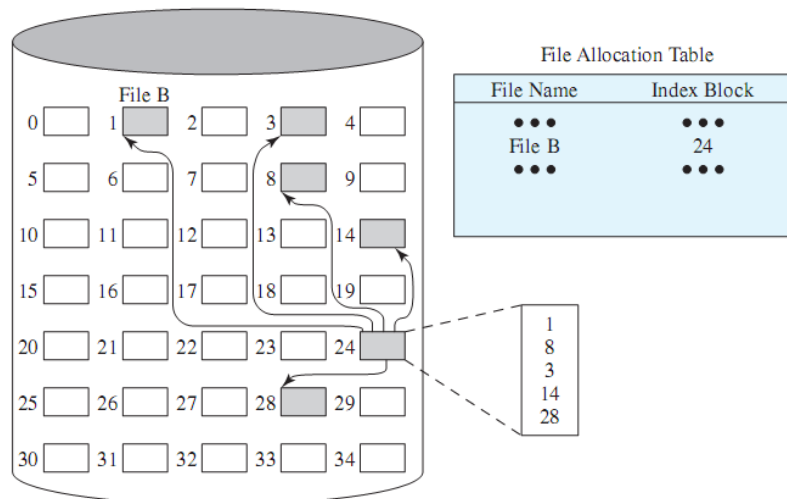 File Allocation Table
File Name Index Block
••• •••
File B 24
••• •••
File B
0 1 2 3 4
5 6 7 8 9
10 11 12 13 14
15 16 17 18 19
20 21 22 23 24
25 26 27 28 29
30 31 32 33 34
1
8
3
14
28